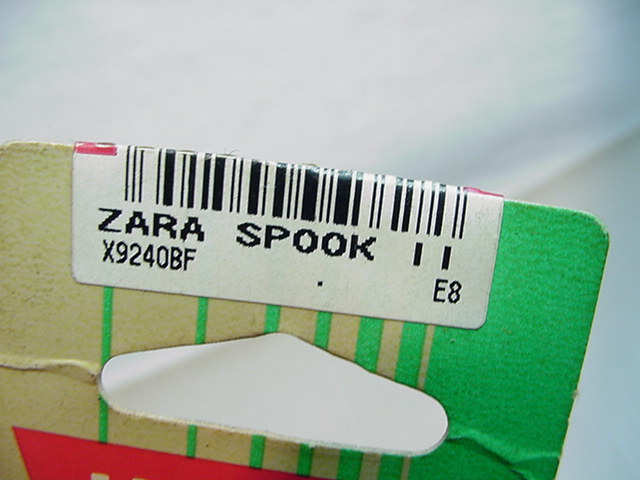 ZARA SPOOK II
X9240BF
E8